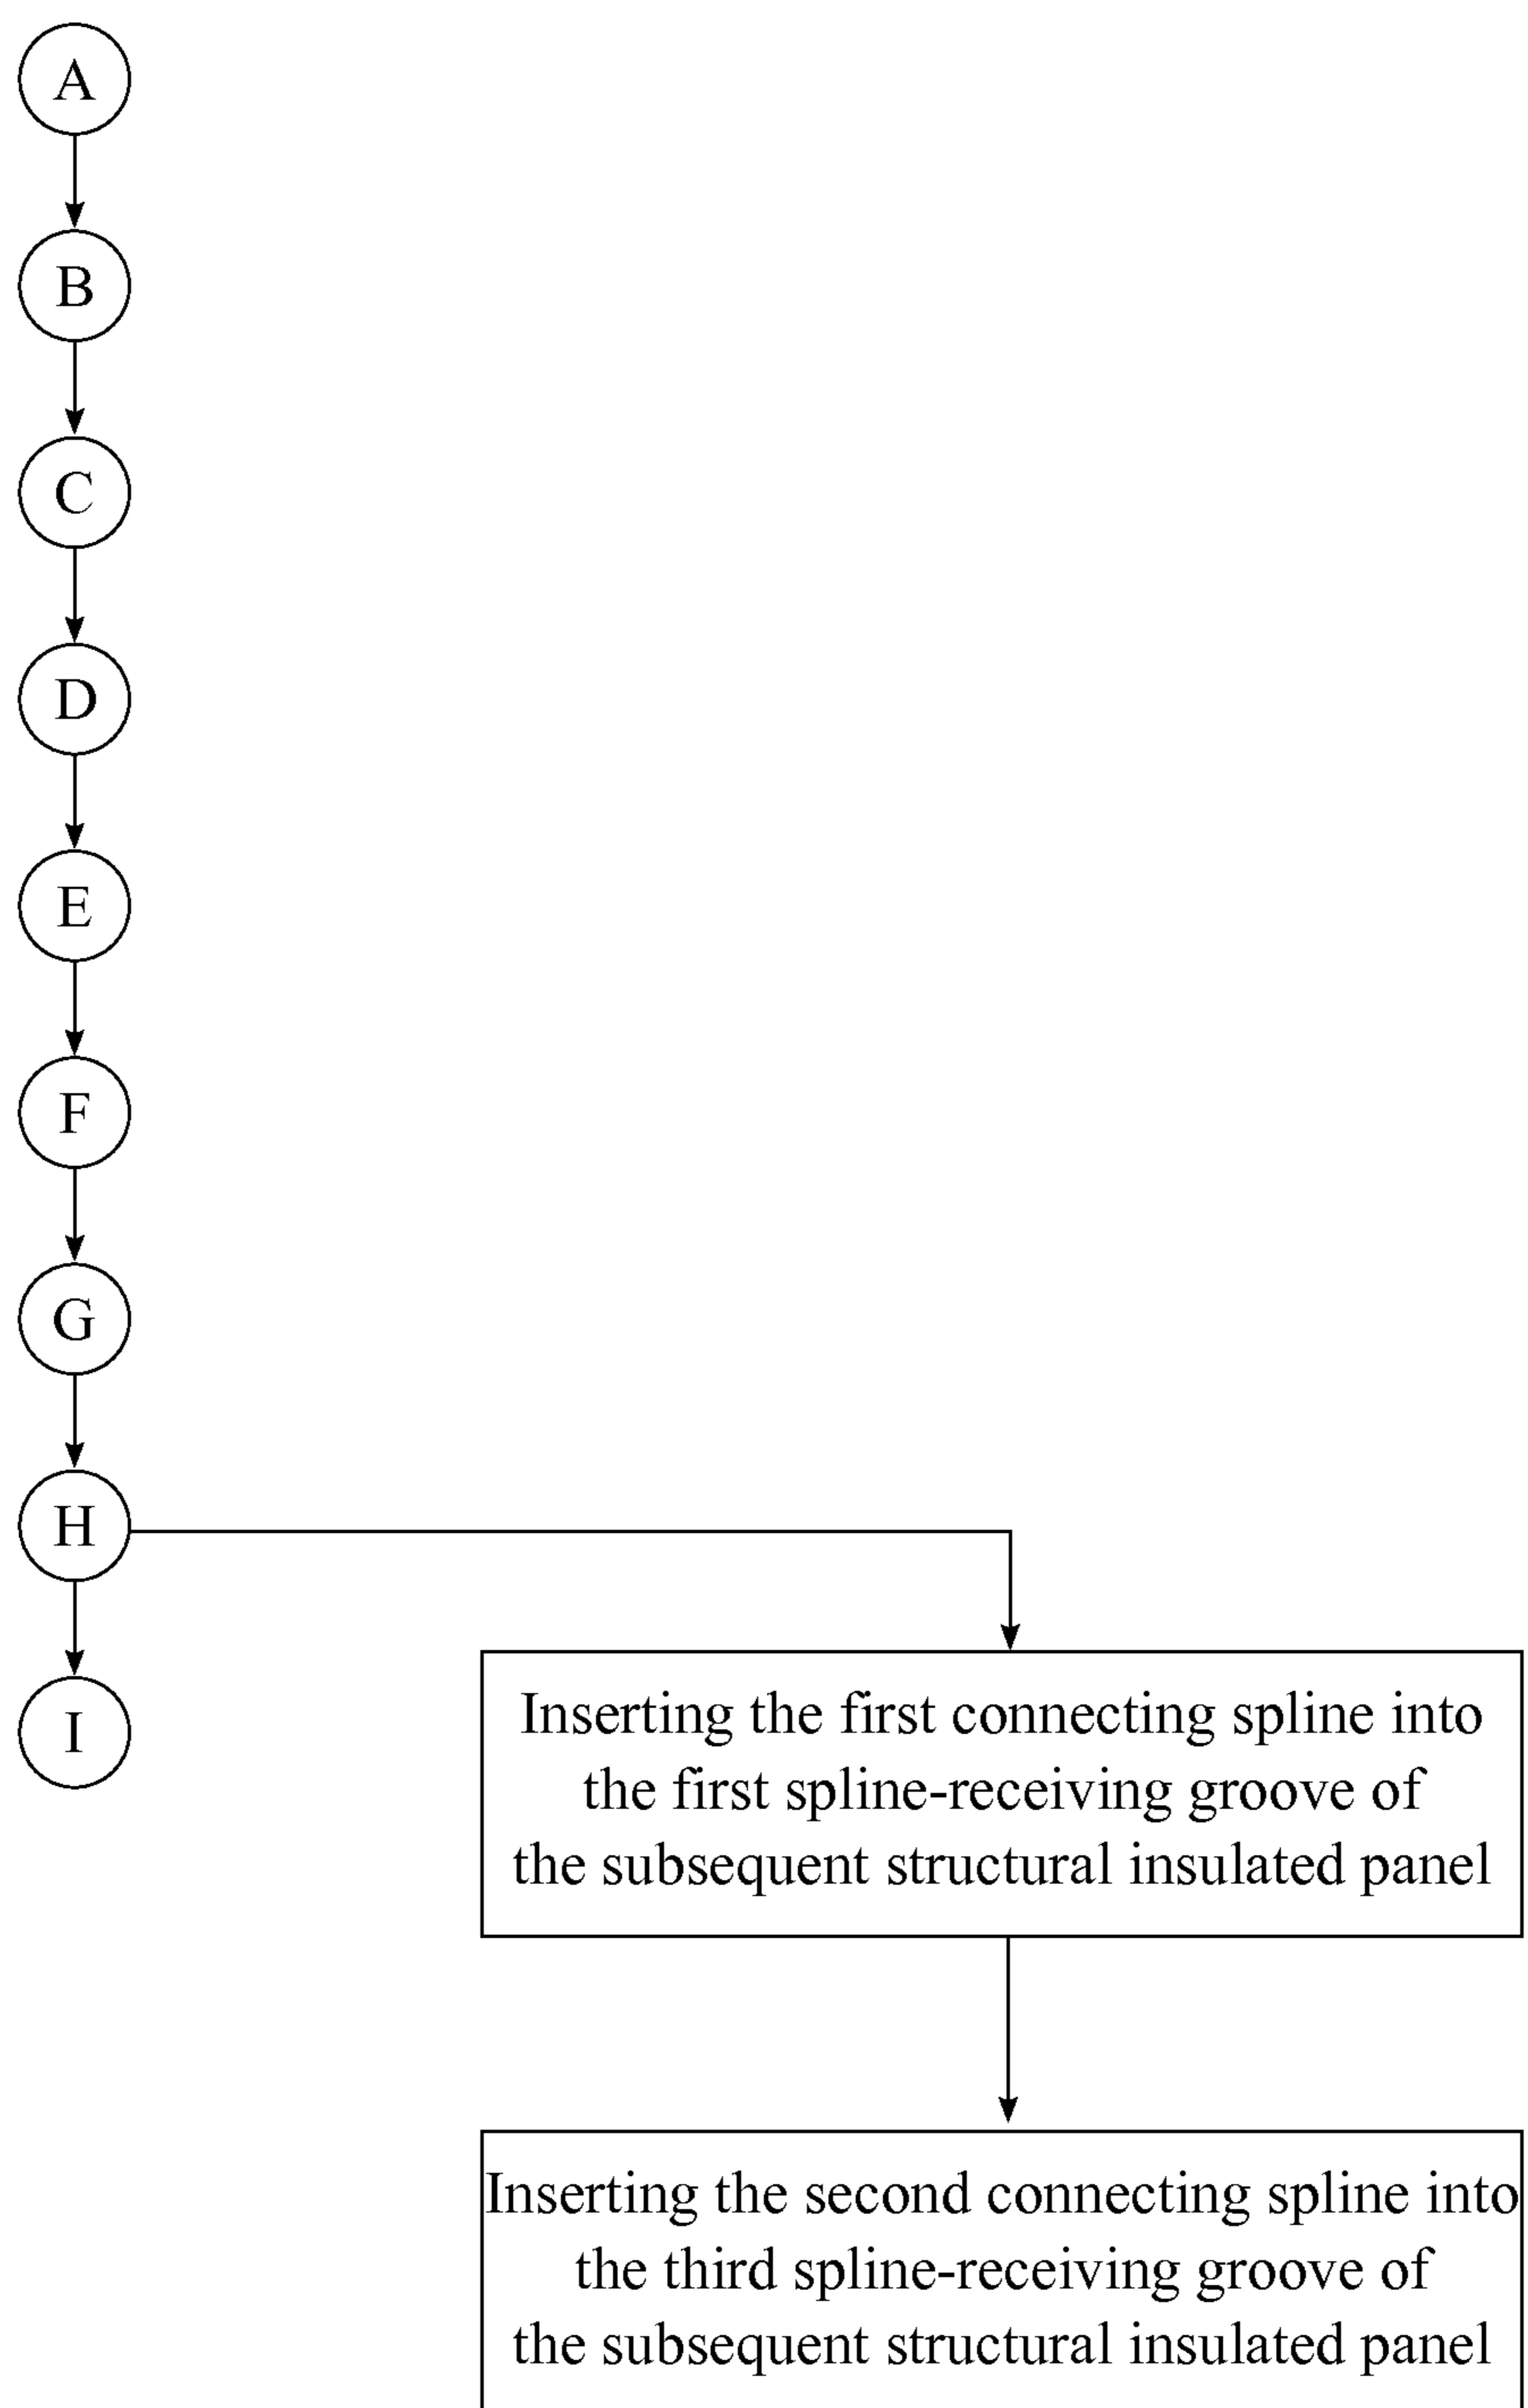 A
B
C
D
E
F
G
H
I
Inserting the first connecting spline into
the first spline-receiving groove of
the subsequent structural insulated panel
Inserting the second connecting spline into
the third spline-receiving groove of
the subsequent structural insulated panel